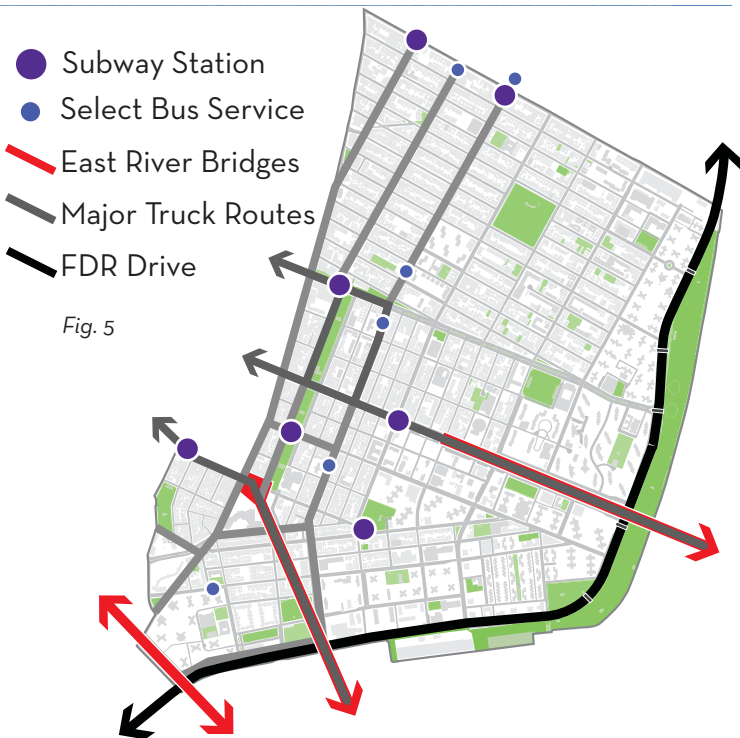 Subway Station
Select Bus Service
East River Bridges
Major Truck Routes
FDR Drive
Fig. 5